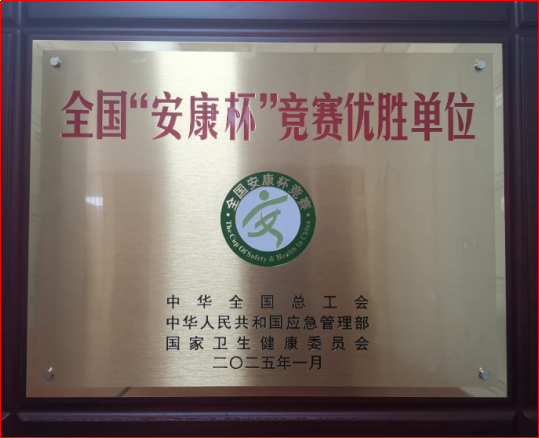 全国“安康杯”竞赛优胜单位
全国安康杯竞赛
The Cup Of Safety & Health In China
中华全国总工会
中华人民共和国应急管理部
国家卫生健康委员会
二〇二五年一月